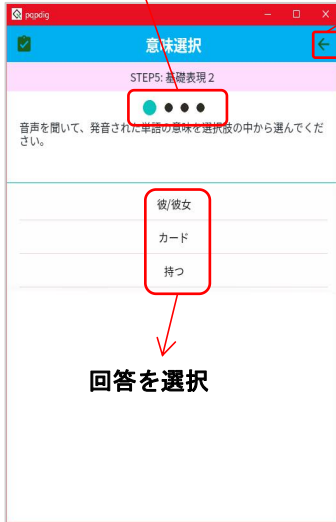 pqpdig
意味選択
STEP5: 基礎表現2
音声を聞いて、発音された単語の意味を選択肢の中から選んでくだ
さい。
彼/彼女
カード
持つ
回答を選択